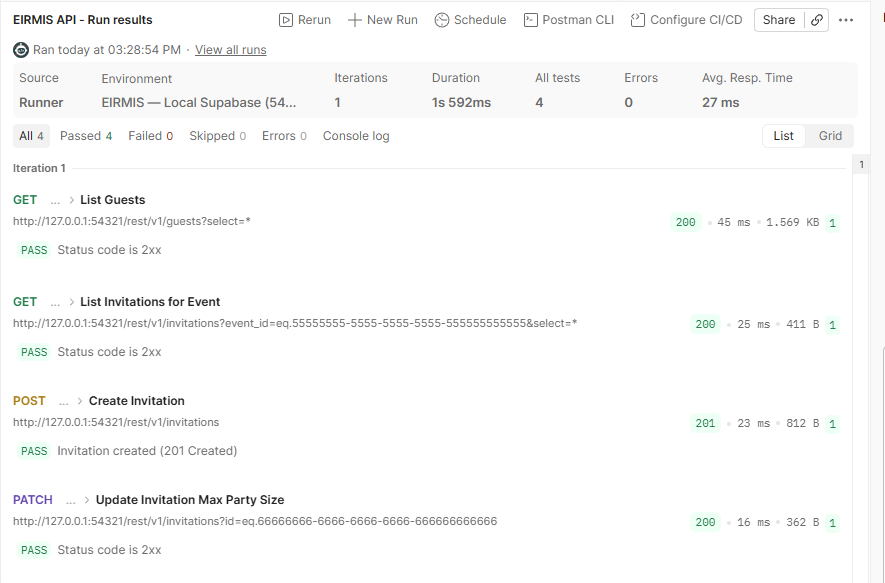 EIRMIS API - Run results Rerun New Run Schedule Postman CLI Configure CI/CD Share
Ran today at 03:28:54 PM · View all runs
Source Environment Iterations Duration All tests Errors Avg. Resp. Time
Runner EIRMIS — Local Supabase (54... 1 1s 592ms 4 0 27 ms
All 4 Passed 4 Failed 0 Skipped 0 Errors 0 Console log List Grid
Iteration 1 1
GET ... > List Guests
http://127.0.0.1:54321/rest/v1/guests?select=* 200 45 ms 1.569 KB 1
PASS Status code is 2xx
GET ... > List Invitations for Event
http://127.0.0.1:54321/rest/v1/invitations?event_id=eq.55555555-5555-5555-5555-555555555555&select=* 200 25 ms 411 B 1
PASS Status code is 2xx
POST ... > Create Invitation
http://127.0.0.1:54321/rest/v1/invitations 201 23 ms 812 B 1
PASS Invitation created (201 Created)
PATCH ... > Update Invitation Max Party Size
http://127.0.0.1:54321/rest/v1/invitations?id=eq.66666666-6666-6666-6666-666666666666 200 16 ms 362 B 1
PASS Status code is 2xx